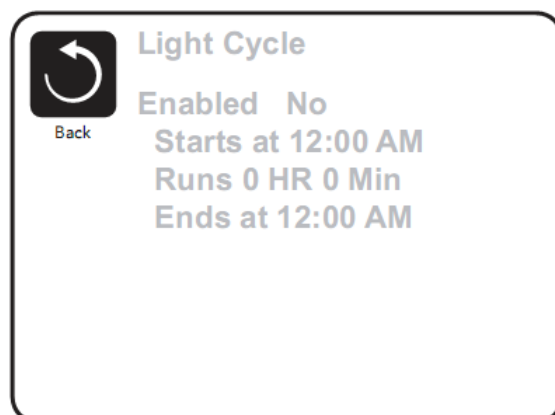 Light Cycle
Back
Enabled No
Starts at 12:00 AM
Runs 0 HR 0 Min
Ends at 12:00 AM